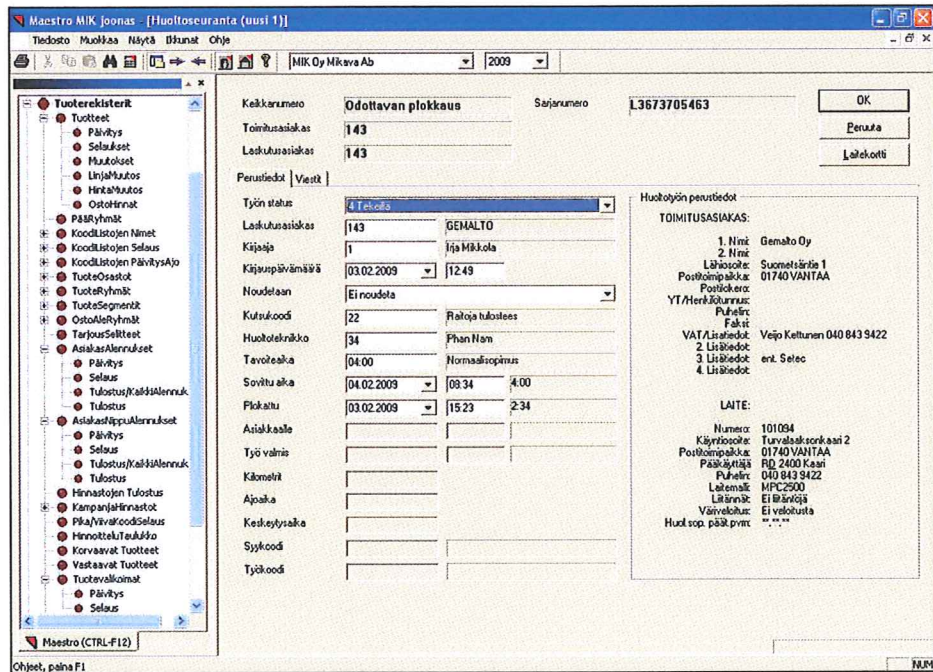 Maestro MIK joonas - [Huoltoseuranta (uusi 1)]
Tiedosto Muokkaa Näytä Ikkunat Ohje
MIK Oy Mikava Ab 2009
Tuoterekisterit
Tuotteet
Päivitys
Selaukset
Muutokset
LinjaMuutos
HintaMuutos
OstoHinnat
PääRyhmät
KoodiListojen Nimet
KoodiListojen Selaus
KoodiListojen PäivitysAjo
TuoteOsastot
TuoteRyhmät
TuoteSegmentit
OstoAleRyhmät
TarjousSelitteet
AsiakasAlennukset
Päivitys
Selaus
Tulostus/KaikkiAlennuk
Tulostus
AsiakasNippuAlennukset
Päivitys
Selaus
Tulostus/KaikkiAlennuk
Tulostus
Hinnastojen Tulostus
KampanjaHinnastot
Pika/ViivaKoodiSelaus
HinnoitteluTaulukko
Korvaavat Tuotteet
Vastaavat Tuotteet
Tuotevalikoimat
Päivitys
Selaus
Maestro (CTRL-F12)
Keikkanumero Odottavan plokkaus Sarjanumero L3673705463 OK
Toimitusasiakas 143 Peruuta
Laskutusasiakas 143 Laitekortti
Perustiedot Viestit
Työn status 4 Tekeillä
Laskutusasiakas 143 GEMALTO
Kirjaaja 1 Irja Mikkola
Kirjauspäivämäärä 03.02.2009 12:49
Noudetaan Ei noudeta
Kutsukoodi 22 Raitoja tulostees
Huoltoteknikko 34 Phan Nam
Tavoiteaika 04:00 Normaalisopimus
Sovittu aika 04.02.2009 08:34 4:00
Plokattu 03.02.2009 15:23 2:34
Asiakkaalle
Työ valmis
Kilometrit
Ajoaika
Keskeytysaika
Syykoodi
Työkoodi
Huoltotyön perustiedot
TOIMITUSASIAKAS:
1. Nimi: Gemalto Oy
2. Nimi:
Lähiosoite: Suometsäntie 1
Postitoimipaikka: 01740 VANTAA
Postilokero:
YT/Henkilötunnus:
Puhelin:
Faksi:
VAT/Lisätiedot: Veijo Kettunen 040 843 9422
2. Lisätiedot:
3. Lisätiedot: ent. Setec
4. Lisätiedot:
LAITE:
Numero: 101094
Käyntiosoite: Turvalaaksonkaari 2
Postitoimipaikka: 01740 VANTAA
Pääkäyttäjä RD 2400 Kaari
Puhelin: 040 843 9422
Laitemalli: MPC2500
Liitännät: Ei liitäntöjä
Väriveloitus: Ei veloitusta
Huol.sop. päät.pvm: **.**.**
Ohjeet, paina F1 NUM